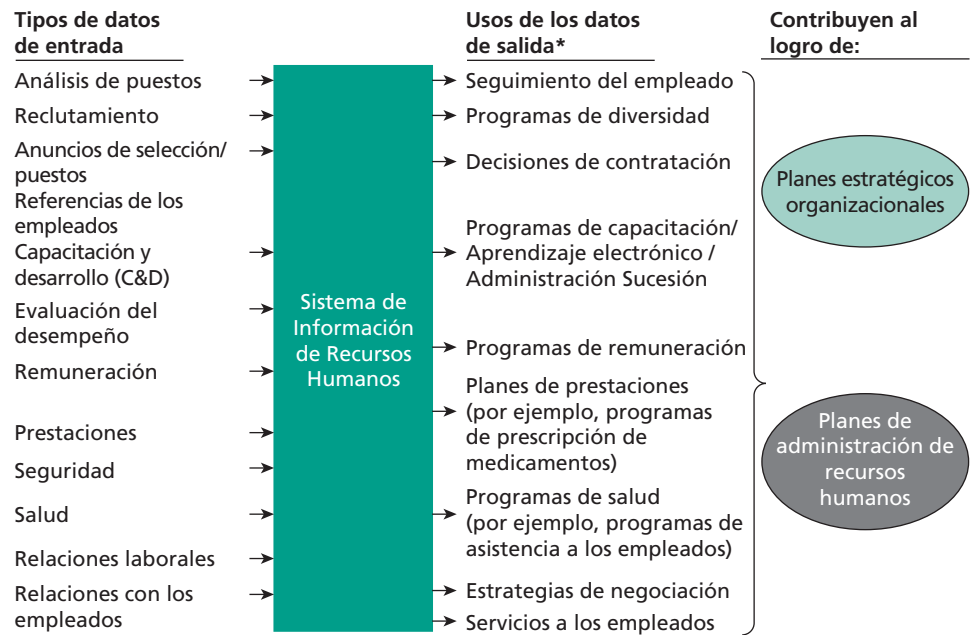 Tipos de datos
de entrada
Análisis de puestos
Reclutamiento
Anuncios de selección/
puestos
Referencias de los
empleados
Capacitación y
desarrollo (C&D)
Evaluación del
desempeño
Remuneración
Prestaciones
Seguridad
Salud
Relaciones laborales
Relaciones con los
empleados
Sistema de
Información
de Recursos
Humanos
Usos de los datos
de salida*
Seguimiento del empleado
Programas de diversidad
Decisiones de contratación
Programas de capacitación/
Aprendizaje electrónico /
Administración Sucesión
Programas de remuneración
Planes de prestaciones
(por ejemplo, programas
de prescripción de
medicamentos)
Programas de salud
(por ejemplo, programas de
asistencia a los empleados)
Estrategias de negociación
Servicios a los empleados
Contribuyen al
logro de:
Planes estratégicos
organizacionales
Planes de
administración de
recursos
humanos